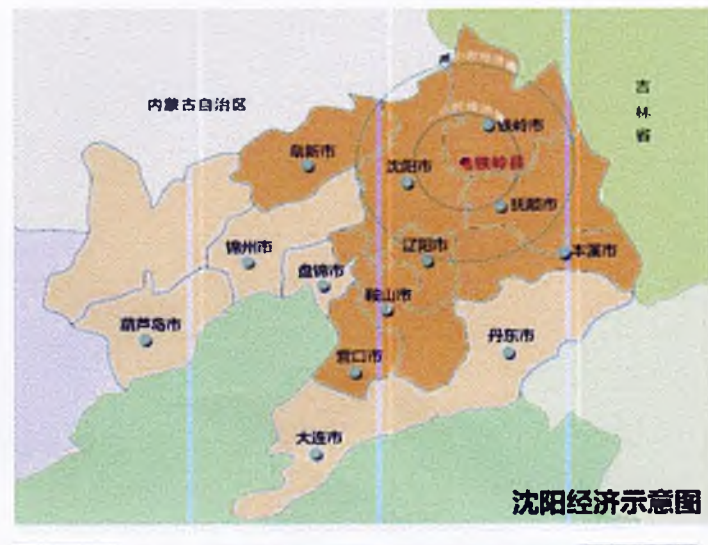 内蒙古自治区
吉
林
省
铁岭市
阜新市
沈阳市
铁岭县
抚顺市
锦州市
辽阳市
本溪市
盘锦市
鞍山市
葫芦岛市
丹东市
营口市
大连市
沈阳经济示意图